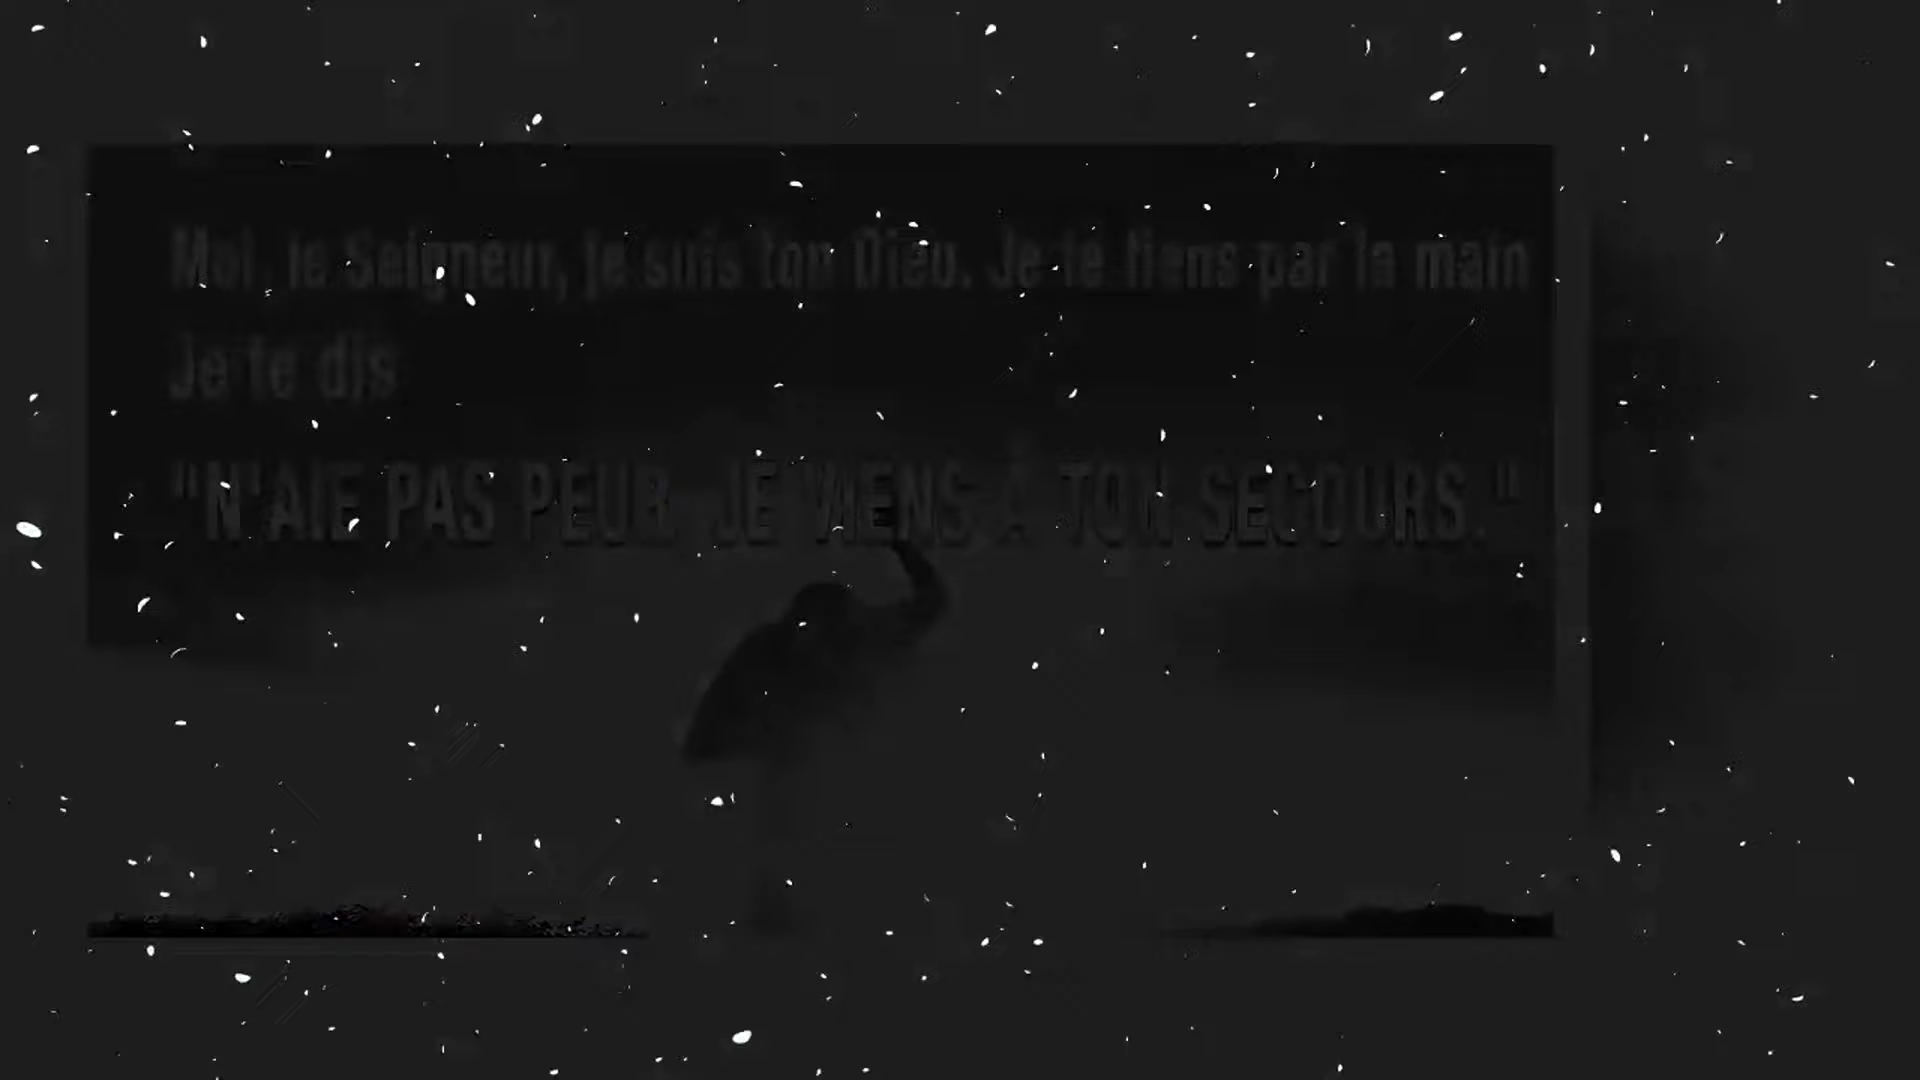 Moi, le Seigneur, je suis ton Dieu. Je te tiens par la main
Je te dis
"N'AIE PAS PEUR, JE VIENS À TON SECOURS."